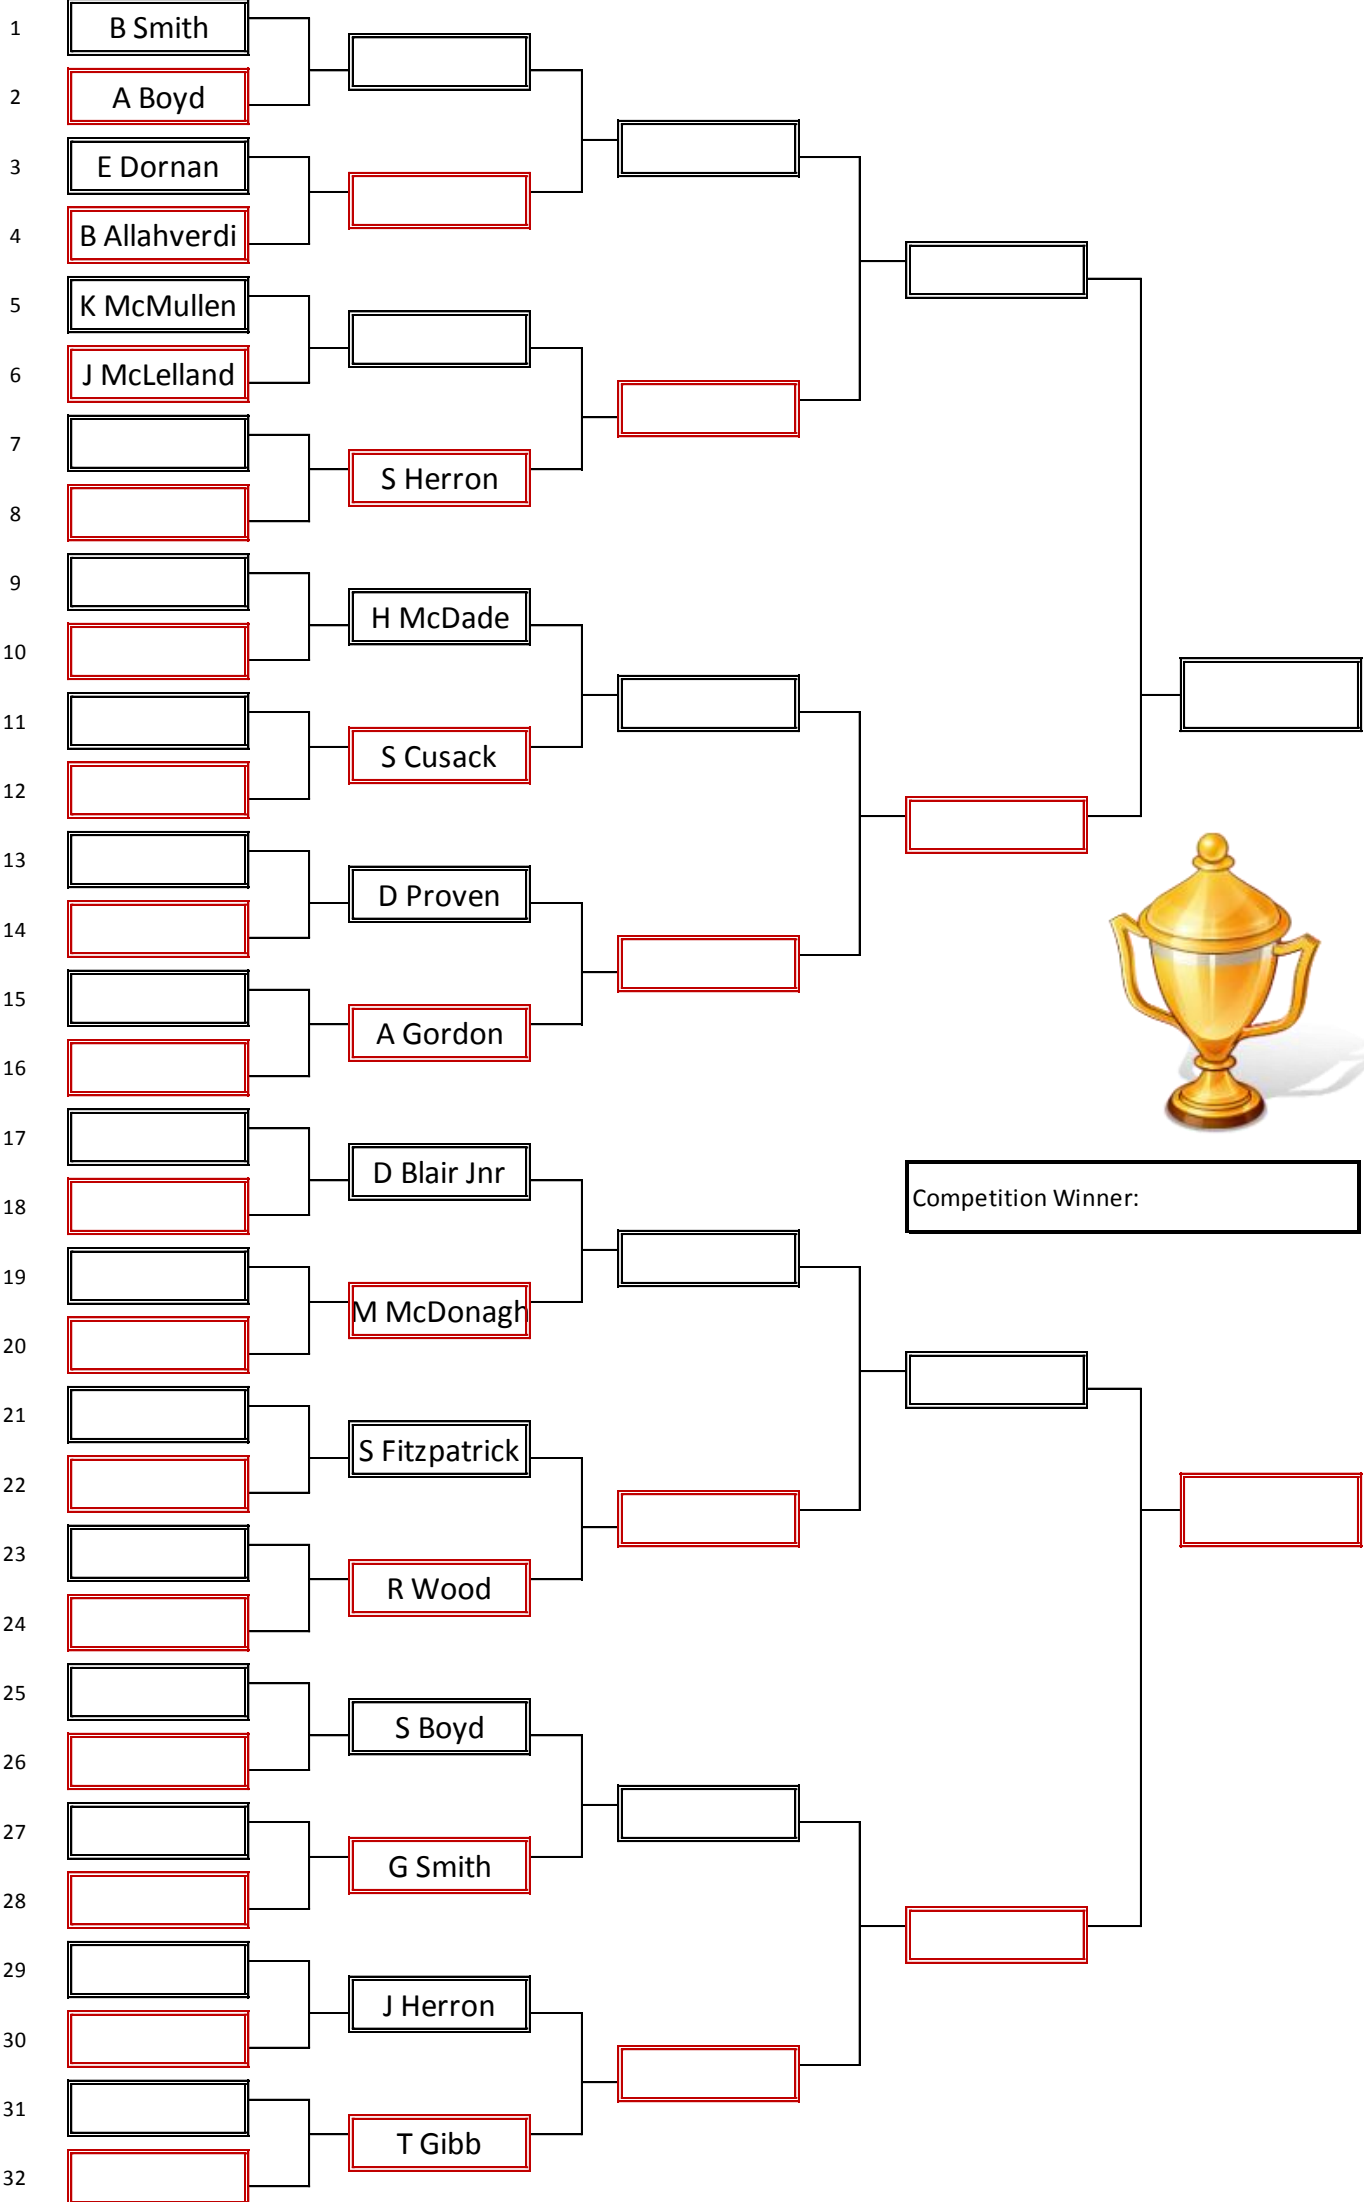 1 B Smith
2 A Boyd
3 E Dornan
4 B Allahverdi
5 K McMullen
6 J McLelland
7
S Herron
8
9
H McDade
10
11
S Cusack
12
13
D Proven
14
15
A Gordon
16
17
D Blair Jnr
Competition Winner:
18
19
M McDonagh
20
21
S Fitzpatrick
22
23
R Wood
24
25
S Boyd
26
27
G Smith
28
29
J Herron
30
31
T Gibb
32